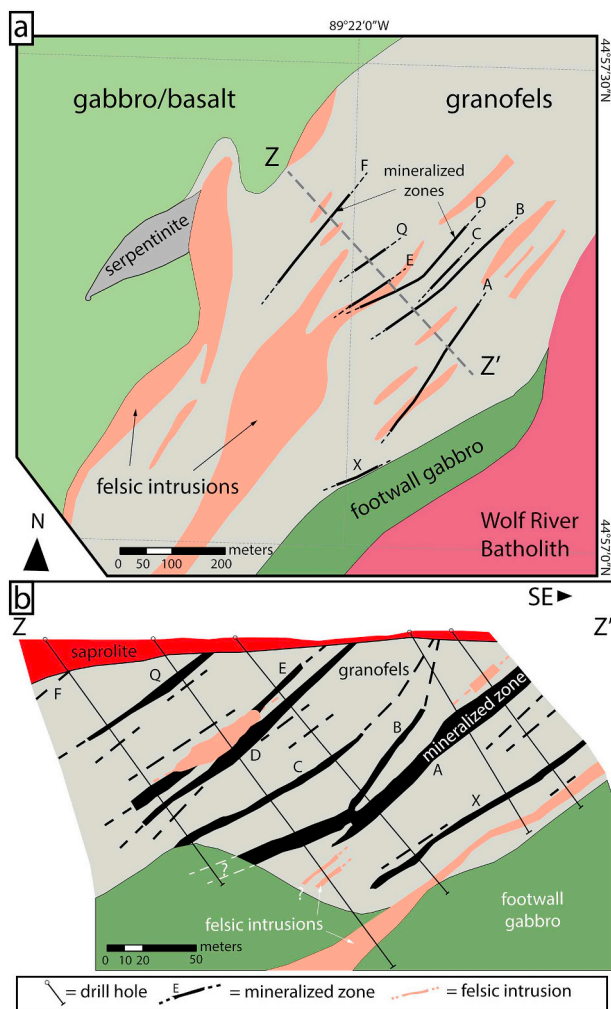 a
89°22'0"W
44°57'30"N
gabbro/basalt
granofels
Z
F
mineralized
zones
D
B
Q
C
E
A
serpentinite
Z'
X
felsic intrusions
footwall gabbro
N
Wolf River
Batholith
44°57'0"N
0 50 100 200 meters
b
SE
Z
Z'
saprolite
F
Q
E
granofels
D
B
mineralized zone
C
A
X
?
?
felsic intrusions
footwall
gabbro
0 10 20 50
meters
= drill hole
E
= mineralized zone
= felsic intrusion